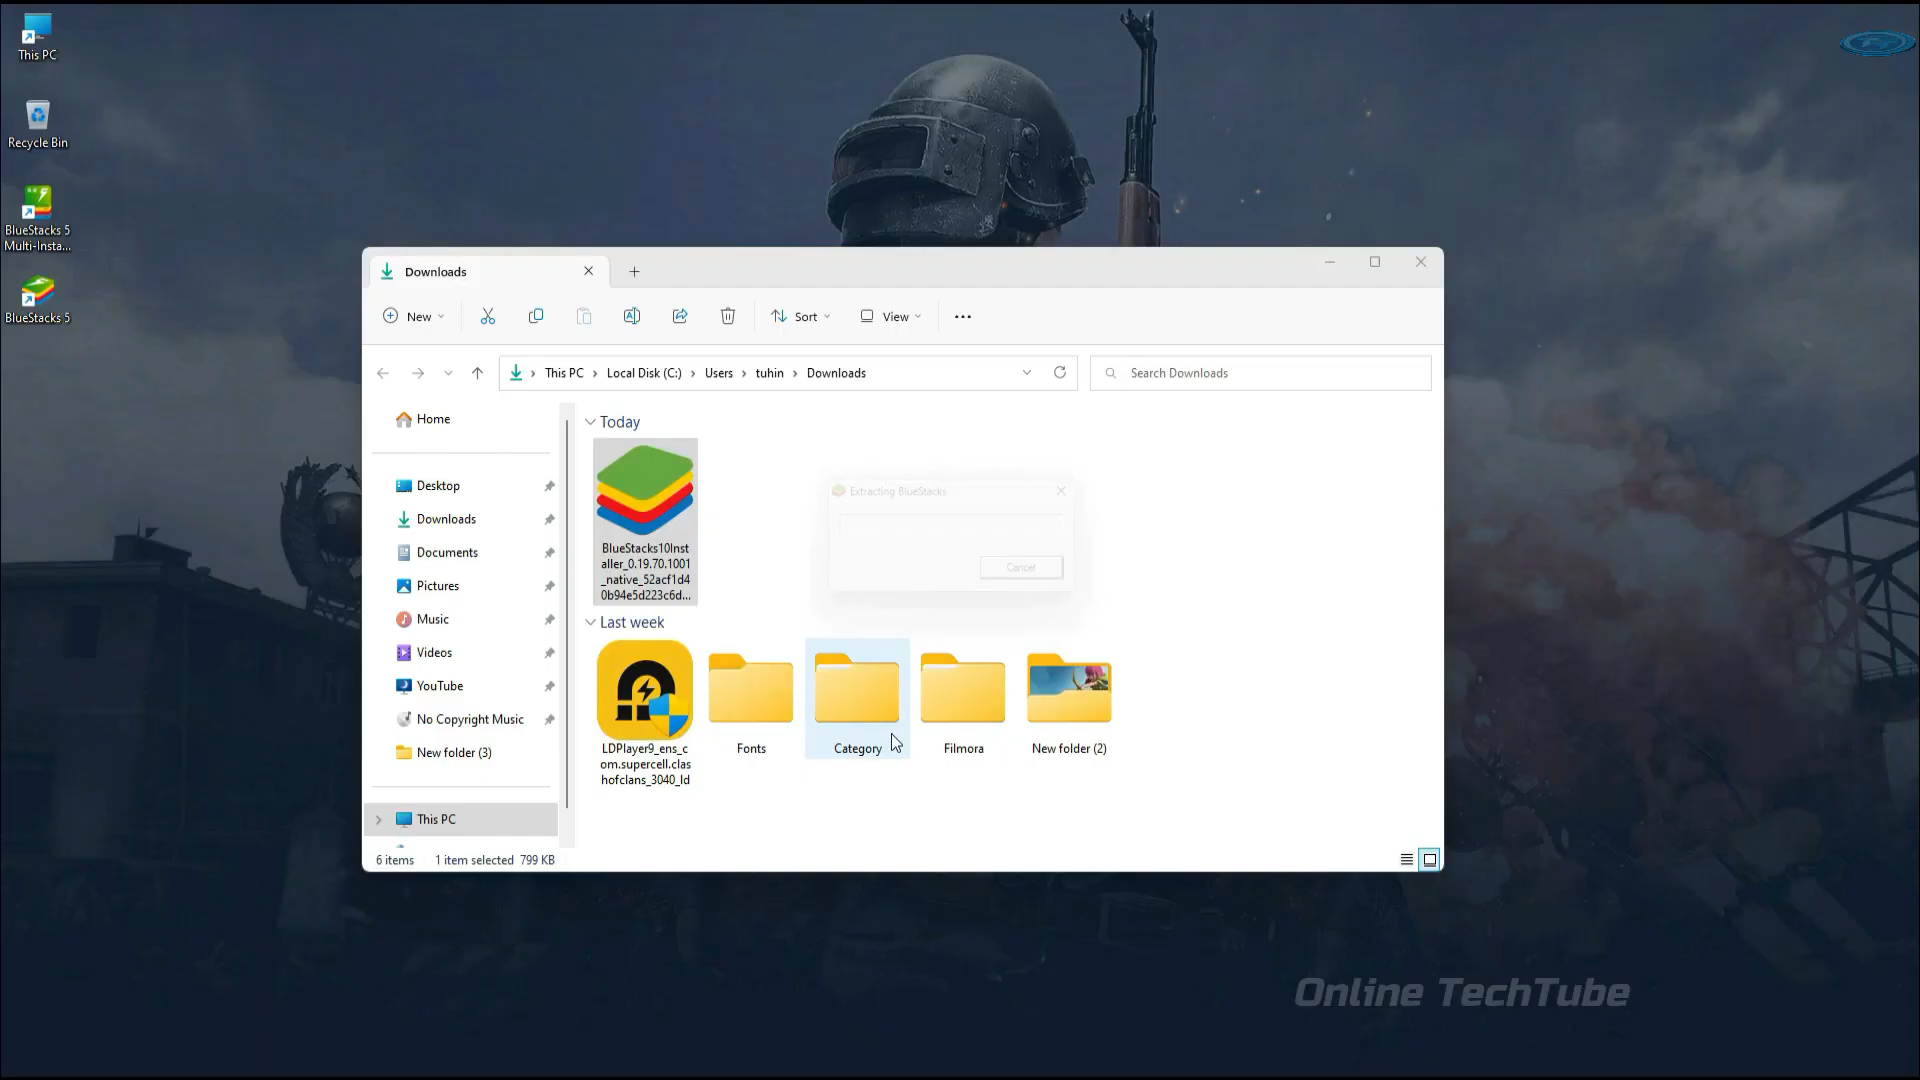 This PC
Recycle Bin
BlueStacks 5
Multi-Insta...
BlueStacks 5
Downloads
New
Sort
View
This PC
Local Disk (C:)
Users
tuhin
Downloads
Search Downloads
Home
Desktop
Downloads
Documents
Pictures
Music
Videos
YouTube
No Copyright Music
New folder (3)
This PC
Today
BlueStacks10Inst
aller_0.19.70.1001
_native_52acf1d4
0b94e5d223c6d...
Extracting BlueStacks
Cancel
Last week
LDPlayer9_ens_c
om.supercell.clas
hofclans_3040_ld
Fonts
Category
Filmora
New folder (2)
6 items
1 item selected 799 KB
Online TechTube